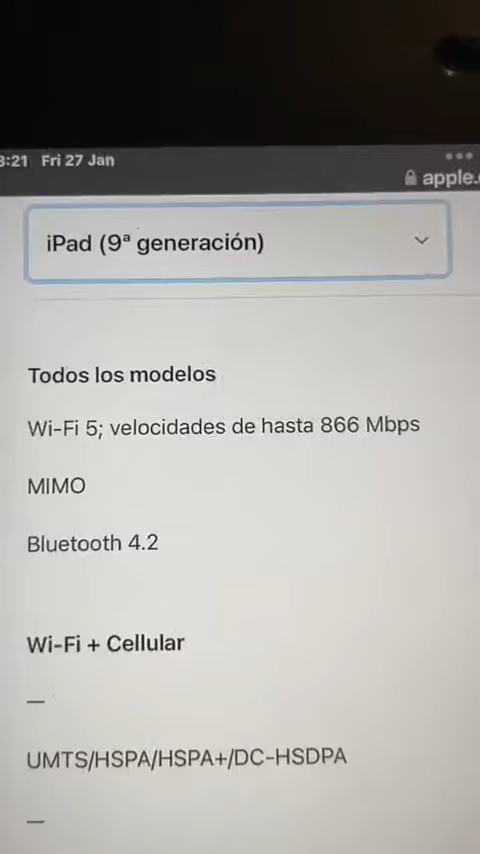 3:21 Fri 27 Jan
apple.
iPad (9ª generación)
Todos los modelos
Wi-Fi 5; velocidades de hasta 866 Mbps
MIMO
Bluetooth 4.2
Wi-Fi + Cellular
—
UMTS/HSPA/HSPA+/DC-HSDPA
—